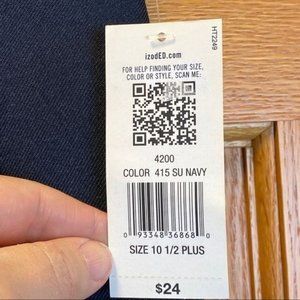 izodED.com
FOR HELP FINDING YOUR SIZE,
COLOR OR STYLE, SCAN ME:
4200
COLOR 415 SU NAVY
0 93348 36868 0
SIZE 10 1/2 PLUS
$24
HT2249